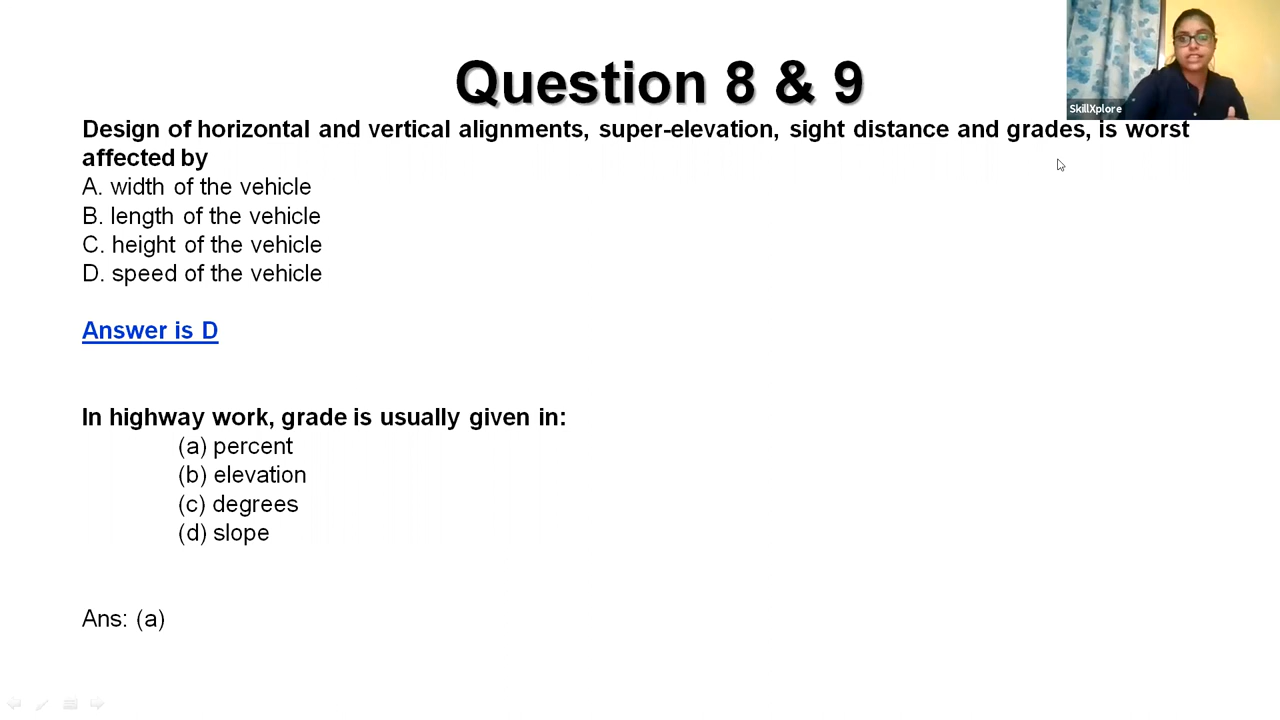 Question 8 & 9
SkillXplore
Design of horizontal and vertical alignments, super-elevation, sight distance and grades, is worst
affected by
A. width of the vehicle
B. length of the vehicle
C. height of the vehicle
D. speed of the vehicle
Answer is D
In highway work, grade is usually given in:
(a) percent
(b) elevation
(c) degrees
(d) slope
Ans: (a)